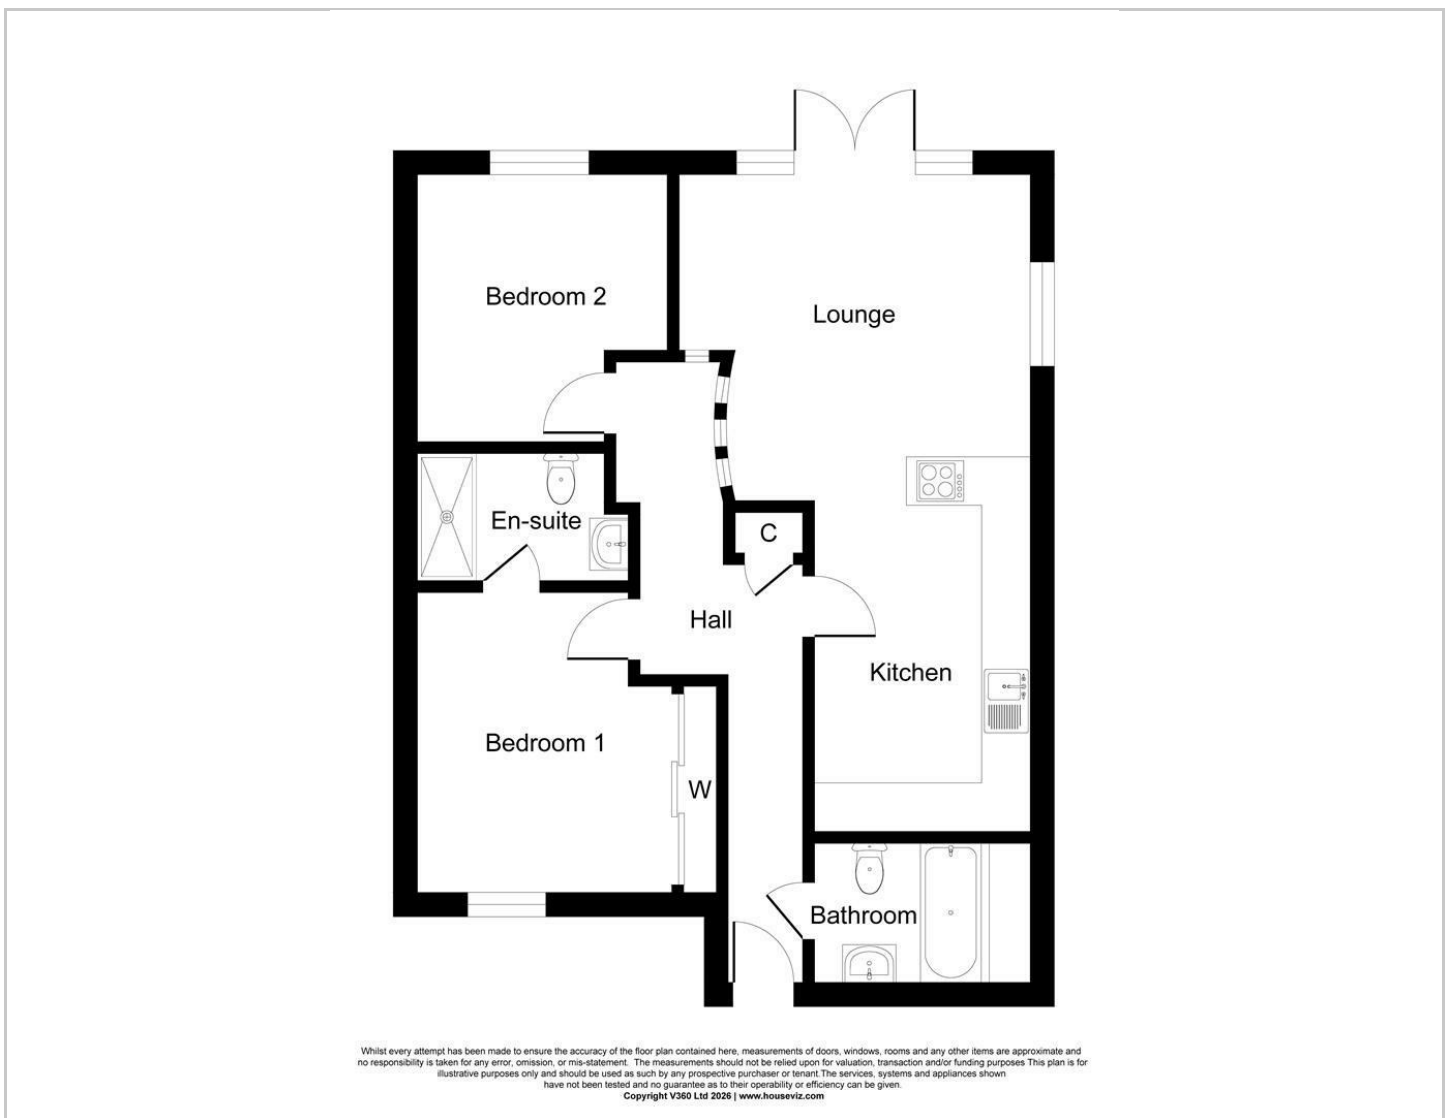 Bedroom 2
Lounge
En-suite
C
Hall
Kitchen
Bedroom 1
W
Bathroom
Whilst every attempt has been made to ensure the accuracy of the floor plan contained here, measurements of doors, windows, rooms and any other items are approximate and
no responsibility is taken for any error, omission, or mis-statement. The measurements should not be relied upon for valuation, transaction and/or funding purposes This plan is for
illustrative purposes only and should be used as such by any prospective purchaser or tenant.The services, systems and appliances shown
have not been tested and no guarantee as to their operability or efficiency can be given.
Copyright V360 Ltd 2026 | www.houseviz.com